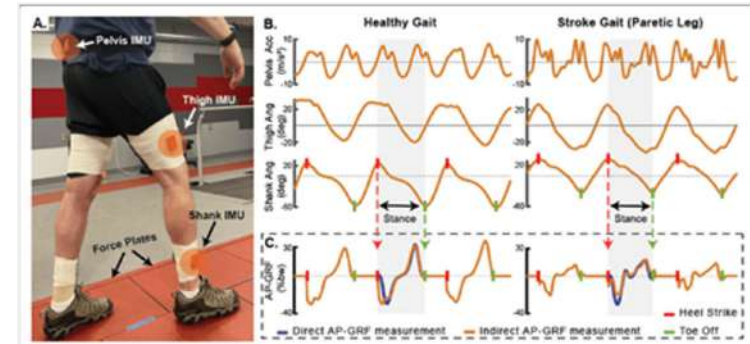 A.
Pelvis IMU
Thigh IMU
Shank IMU
Force Plates
B.
Healthy Gait
Stroke Gait (Paretic Leg)
Pelvis Acc
(m/s²)
10
-10
Thigh Ang
(deg)
20
-20
Shank Ang
(deg)
20
-60
Stance
Stance
C.
AP-GRF
(%bw)
30
-40
30
-40
Heel Strike
Direct AP-GRF measurement
Indirect AP-GRF measurement
Toe Off